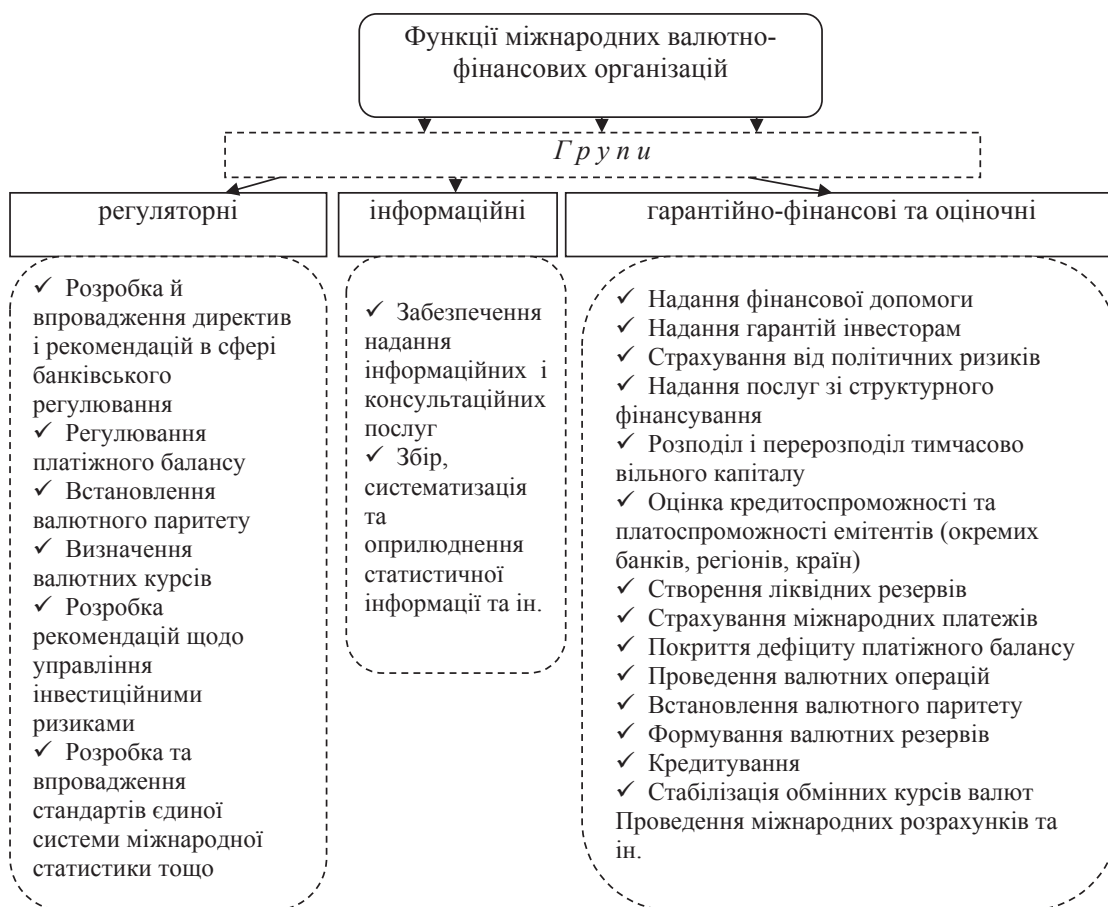 Функції міжнародних валютно-
фінансових організацій
Групи
регуляторні
інформаційні
гарантійно-фінансові та оціночні
✓ Розробка й
впровадження директив
і рекомендацій в сфері
банківського
регулювання
✓ Регулювання
платіжного балансу
✓ Встановлення
валютного паритету
✓ Визначення
валютних курсів
✓ Розробка
рекомендацій щодо
управління
інвестиційними
ризиками
✓ Розробка та
впровадження
стандартів єдиної
системи міжнародної
статистики тощо
✓ Забезпечення
надання
інформаційних і
консультаційних
послуг
✓ Збір,
систематизація
та
оприлюднення
статистичної
інформації та ін.
✓ Надання фінансової допомоги
✓ Надання гарантій інвесторам
✓ Страхування від політичних ризиків
✓ Надання послуг зі структурного
фінансування
✓ Розподіл і перерозподіл тимчасово
вільного капіталу
✓ Оцінка кредитоспроможності та
платоспроможності емітентів (окремих
банків, регіонів, країн)
✓ Створення ліквідних резервів
✓ Страхування міжнародних платежів
✓ Покриття дефіциту платіжного балансу
✓ Проведення валютних операцій
✓ Встановлення валютного паритету
✓ Формування валютних резервів
✓ Кредитування
✓ Стабілізація обмінних курсів валют
Проведення міжнародних розрахунків та
ін.